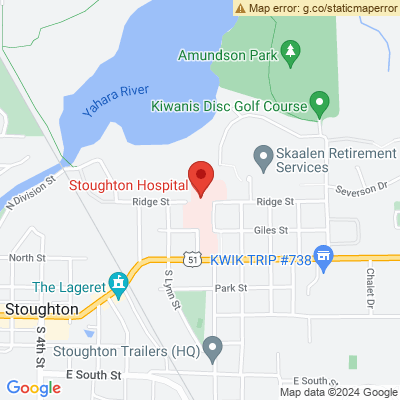 Map error: g.co/staticmaperror
Amundson Park
Yahara River
Kiwanis Disc Golf Course
Skaalen Retirement
Services
N Division St
Stoughton Hospital
Severson Dr
Ridge St
Ridge St
Giles St
North St
51
KWIK TRIP #738
The Lageret
Park St
S Lynn St
Chalet Dr
Stoughton
S 4th St
Stoughton Trailers (HQ)
E South St
E South St
Google
Map data ©2024 Google